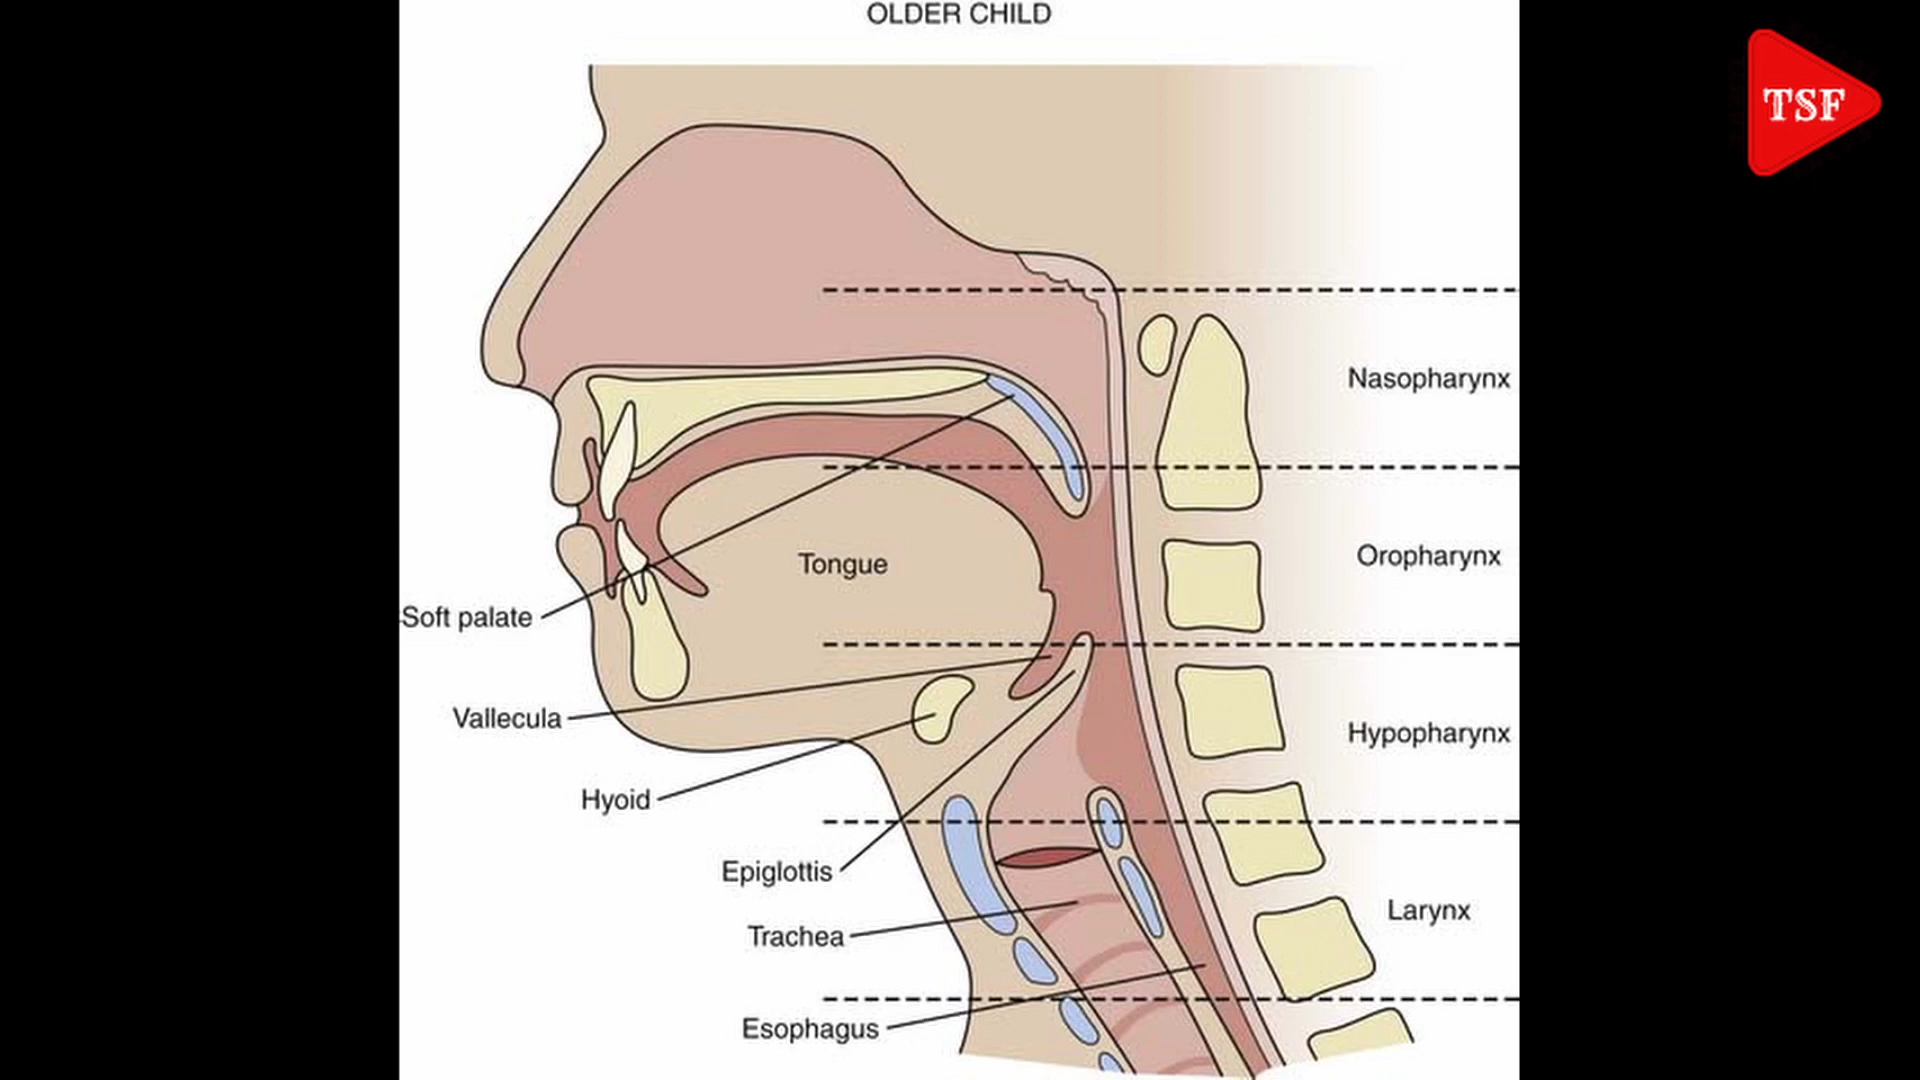 OLDER CHILD
TSF
Nasopharynx
Oropharynx
Tongue
Soft palate
Vallecula
Hypopharynx
Hyoid
Epiglottis
Larynx
Trachea
Esophagus